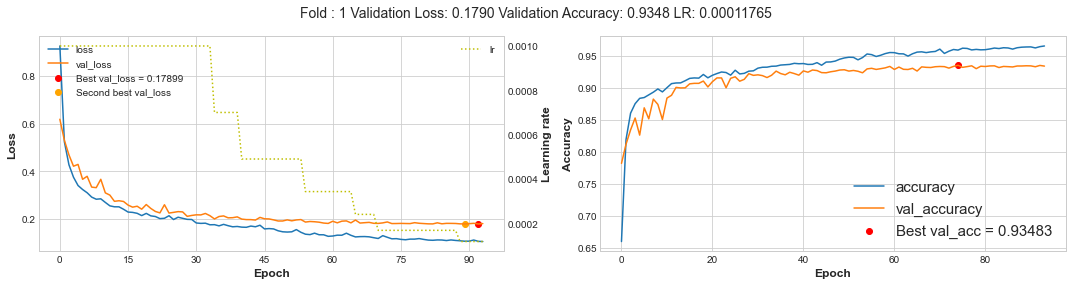 Fold : 1 Validation Loss: 0.1790 Validation Accuracy: 0.9348 LR: 0.00011765
loss
val_loss
Best val_loss = 0.17899
Second best val_loss
lr
0.8
0.6
0.4
0.2
Loss
0
15
30
45
60
75
90
Epoch
0.0010
0.0008
0.0006
0.0004
0.0002
Learning rate
0.95
0.90
0.85
0.80
0.75
0.70
0.65
Accuracy
accuracy
val_accuracy
Best val_acc = 0.93483
0
20
40
60
80
Epoch